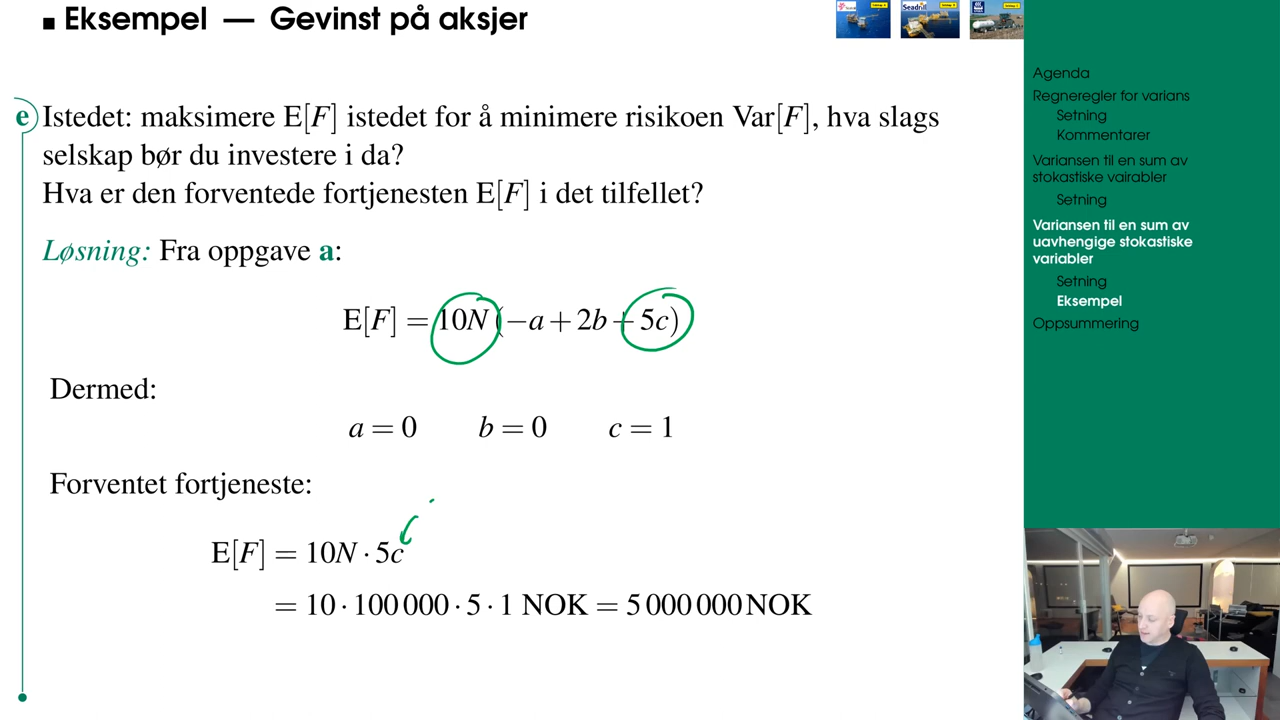 Eksempel — Gevinst på aksjer
Seadrill
e Istedet: maksimere E[F] istedet for å minimere risikoen Var[F], hva slags
selskap bør du investere i da?
Hva er den forventede fortjenesten E[F] i det tilfellet?
Løsning: Fra oppgave a:
E[F] = 10N(−a + 2b + 5c)
Dermed:
a = 0 b = 0 c = 1
Forventet fortjeneste:
E[F] = 10N · 5c
= 10 · 100 000 · 5 · 1 NOK = 5 000 000 NOK
Agenda
Regneregler for varians
Setning
Kommentarer
Variansen til en sum av
stokastiske vairabler
Setning
Variansen til en sum av
uavhengige stokastiske
variabler
Setning
Eksempel
Oppsummering